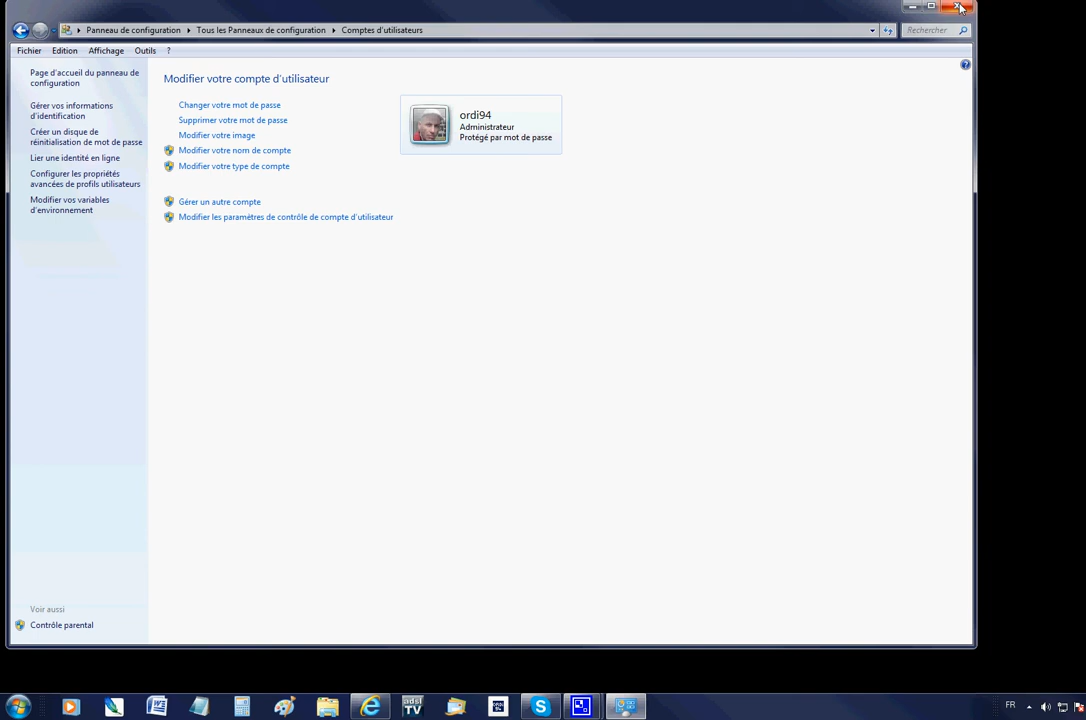 Panneau de configuration Tous les Panneaux de configuration Comptes d'utilisateurs Rechercher
Fichier Edition Affichage Outils ?
Page d'accueil du panneau de
configuration
Gérer vos informations
d'identification
Créer un disque de
réinitialisation de mot de passe
Lier une identité en ligne
Configurer les propriétés
avancées de profils utilisateurs
Modifier vos variables
d'environnement
Voir aussi
Contrôle parental
Modifier votre compte d'utilisateur
Changer votre mot de passe
Supprimer votre mot de passe
Modifier votre image
Modifier votre nom de compte
Modifier votre type de compte
Gérer un autre compte
Modifier les paramètres de contrôle de compte d'utilisateur
ordi94
Administrateur
Protégé par mot de passe
adsl
TV
FR